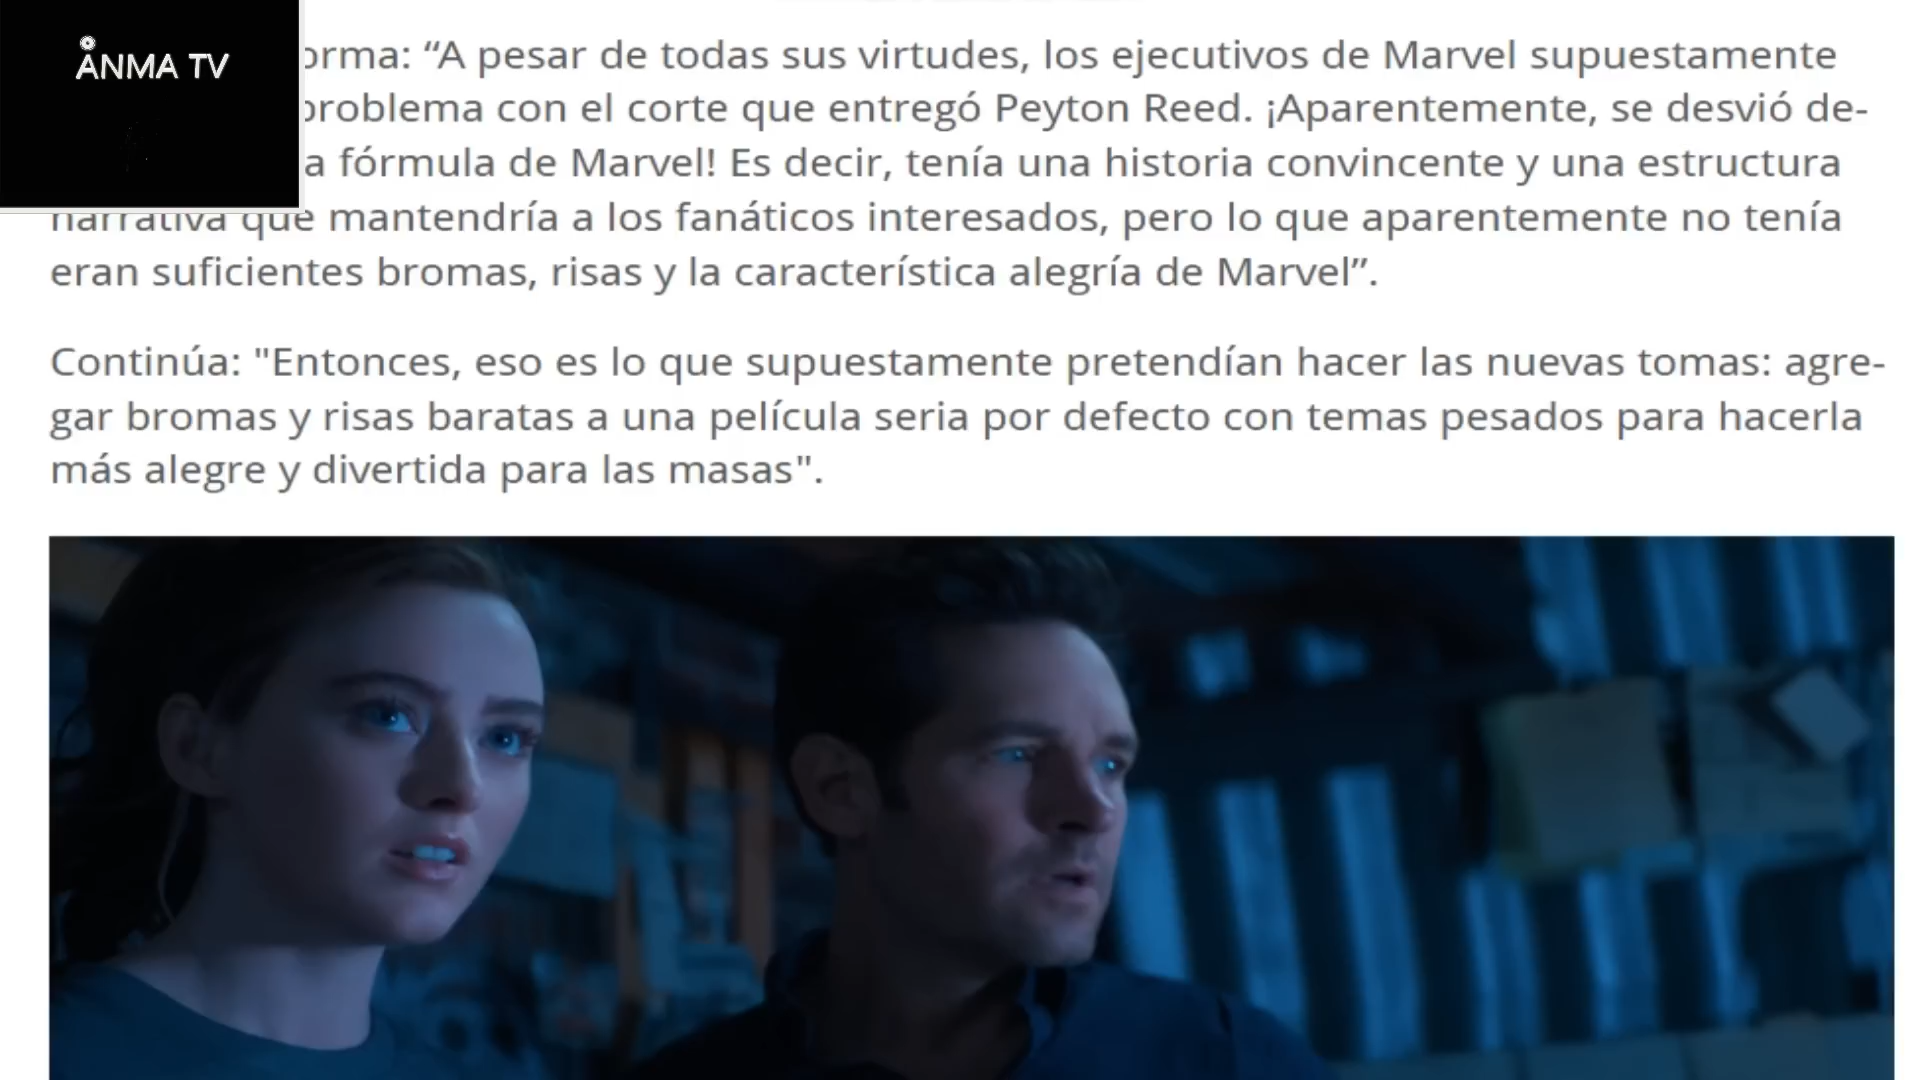 ANMA TV
orma: “A pesar de todas sus virtudes, los ejecutivos de Marvel supuestamente
problema con el corte que entregó Peyton Reed. ¡Aparentemente, se desvió de-
a fórmula de Marvel! Es decir, tenía una historia convincente y una estructura
narrativa que mantendría a los fanáticos interesados, pero lo que aparentemente no tenía
eran suficientes bromas, risas y la característica alegría de Marvel”.
Continúa: "Entonces, eso es lo que supuestamente pretendían hacer las nuevas tomas: agre-
gar bromas y risas baratas a una película seria por defecto con temas pesados para hacerla
más alegre y divertida para las masas".